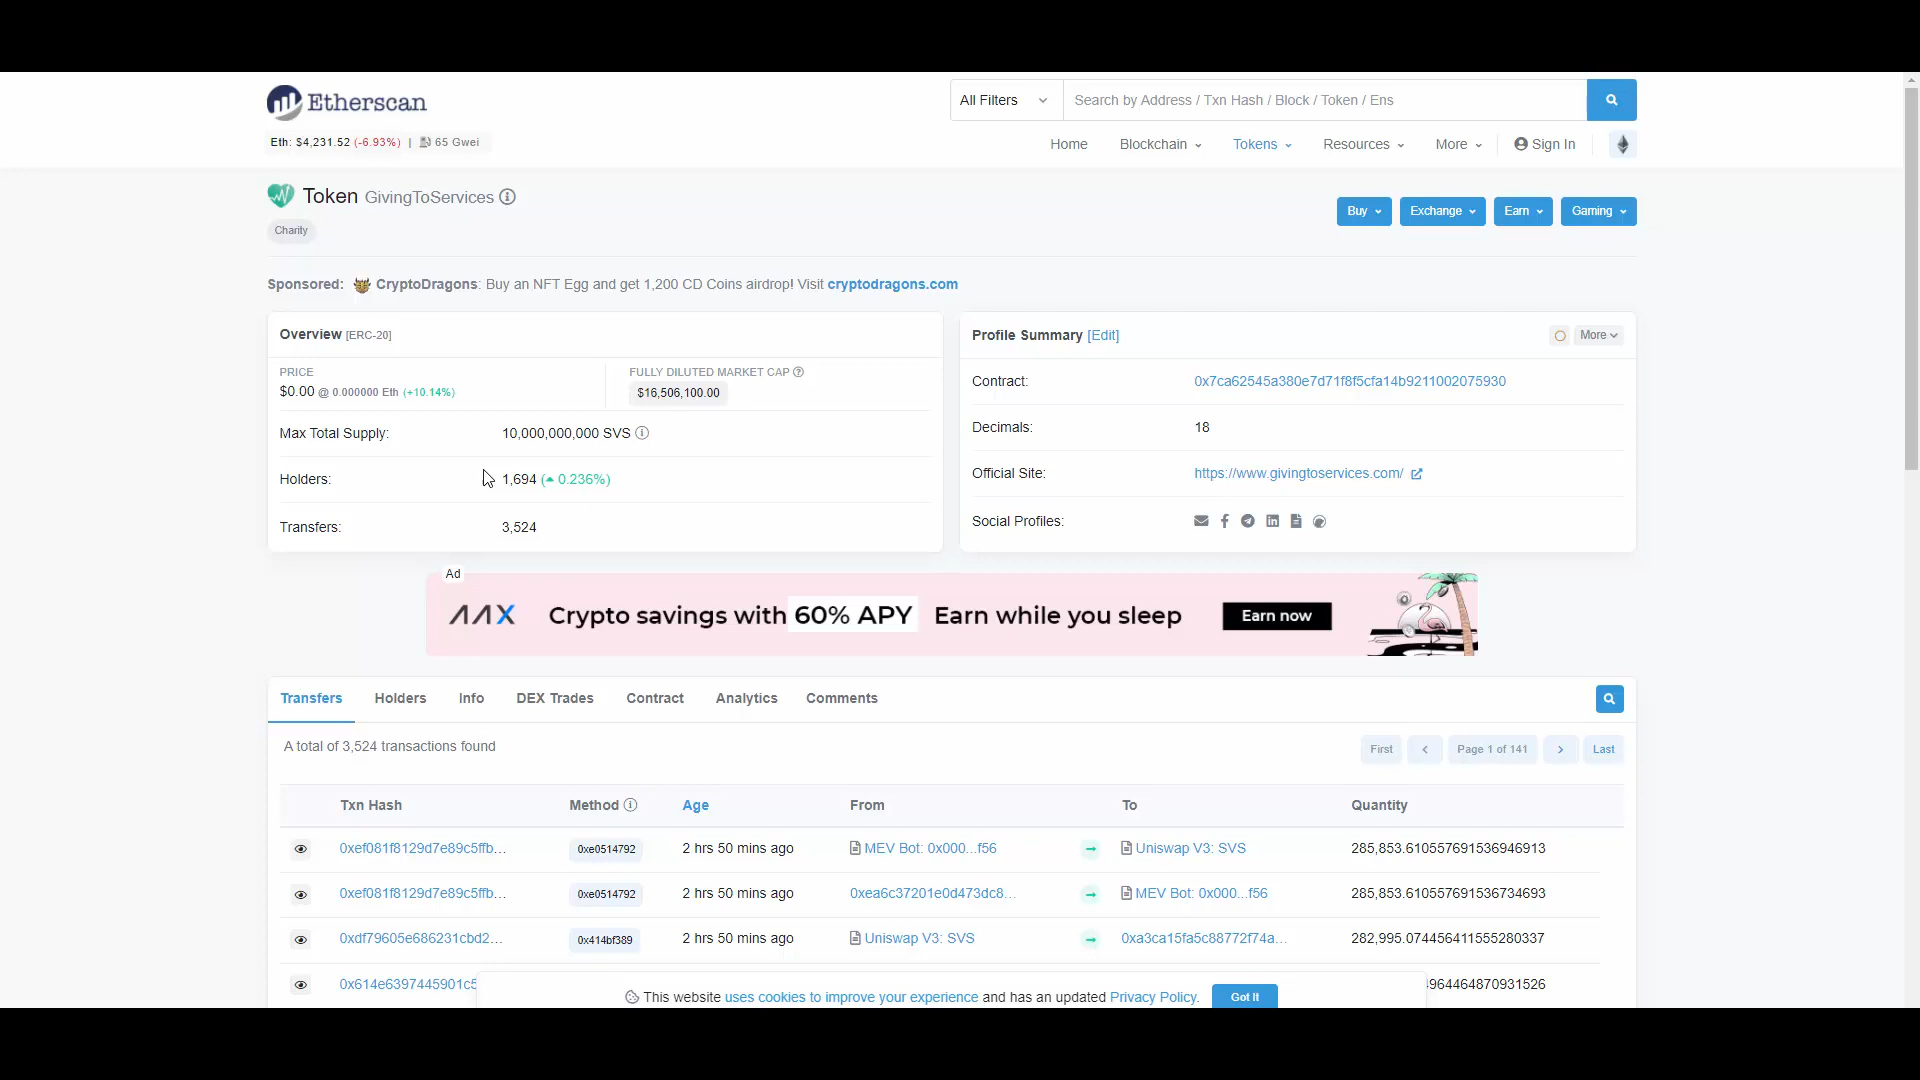 Etherscan
All Filters
Search by Address / Txn Hash / Block / Token / Ens
Eth: $4,231.52 (-6.93%) | 65 Gwei
Home Blockchain Tokens Resources More Sign In
Token GivingToServices
Charity
Buy Exchange Earn Gaming
Sponsored: CryptoDragons: Buy an NFT Egg and get 1,200 CD Coins airdrop! Visit cryptodragons.com
Overview [ERC-20]
PRICE
$0.00 @ 0.000000 Eth (+10.14%)
FULLY DILUTED MARKET CAP
$16,506,100.00
Max Total Supply: 10,000,000,000 SVS
Holders: 1,694 (0.236%)
Transfers: 3,524
Profile Summary [Edit]
More
Contract: 0x7ca62545a380e7d71f8f5cfa14b9211002075930
Decimals: 18
Official Site: https://www.givingtoservices.com/
Social Profiles:
Ad
AAX Crypto savings with 60% APY Earn while you sleep Earn now
Transfers Holders Info DEX Trades Contract Analytics Comments
A total of 3,524 transactions found
First Page 1 of 141 Last
Txn Hash Method Age From To Quantity
0xef081f8129d7e89c5ffb... 0xe0514792 2 hrs 50 mins ago MEV Bot: 0x000...f56 Uniswap V3: SVS 285,853.610557691536946913
0xef081f8129d7e89c5ffb... 0xe0514792 2 hrs 50 mins ago 0xea6c37201e0d473dc8... MEV Bot: 0x000...f56 285,853.610557691536734693
0xdf79605e686231cbd2... 0x414bf389 2 hrs 50 mins ago Uniswap V3: SVS 0xa3ca15fa5c88772f74a... 282,995.074456411555280337
0x614e6397445901c5 964464870931526
This website uses cookies to improve your experience and has an updated Privacy Policy. Got It